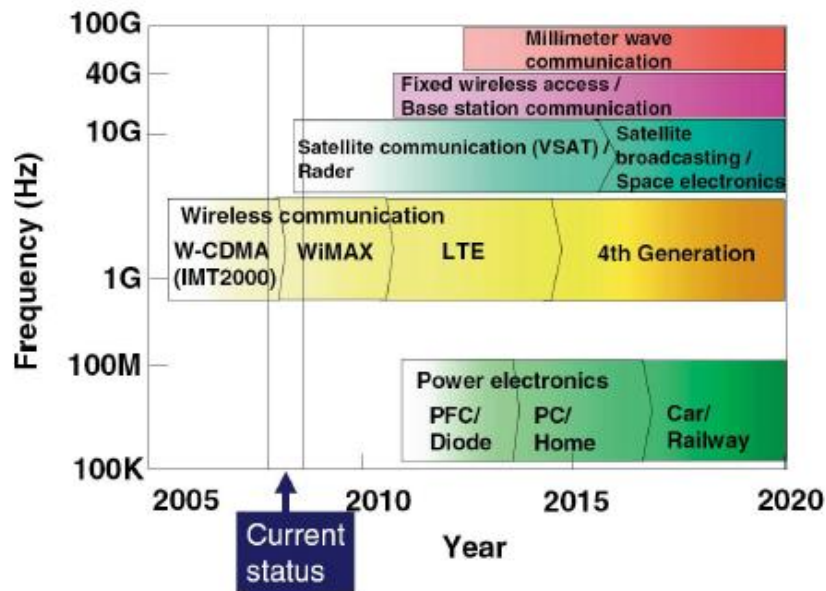 100G
40G
10G
1G
100M
100K
Frequency (Hz)
Millimeter wave
communication
Fixed wireless access /
Base station communication
Satellite communication (VSAT) /
Rader
Satellite
broadcasting /
Space electronics
Wireless communication
W-CDMA
(IMT2000)
WiMAX
LTE
4th Generation
Power electronics
PFC/
Diode
PC/
Home
Car/
Railway
2005
2010
2015
2020
Year
Current
status